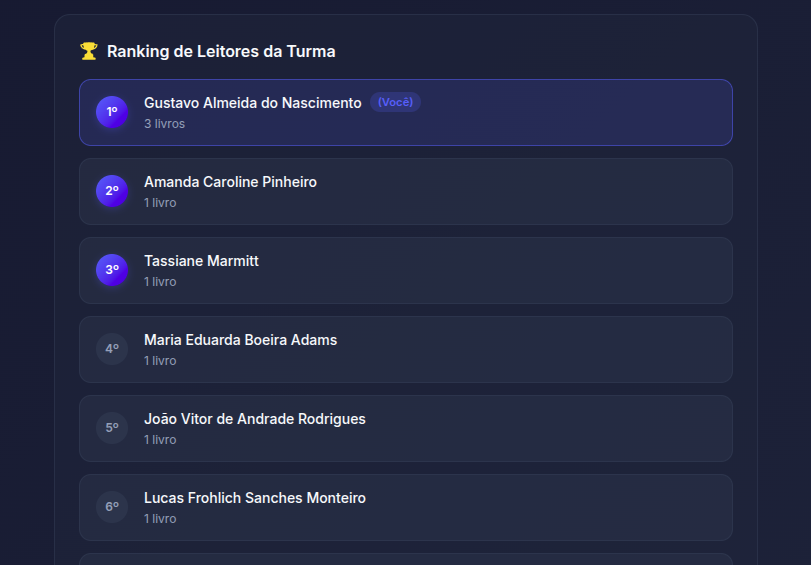 🏆 Ranking de Leitores da Turma
1º
Gustavo Almeida do Nascimento (Você)
3 livros
2º
Amanda Caroline Pinheiro
1 livro
3º
Tassiane Marmitt
1 livro
4º
Maria Eduarda Boeira Adams
1 livro
5º
João Vitor de Andrade Rodrigues
1 livro
6º
Lucas Frohlich Sanches Monteiro
1 livro